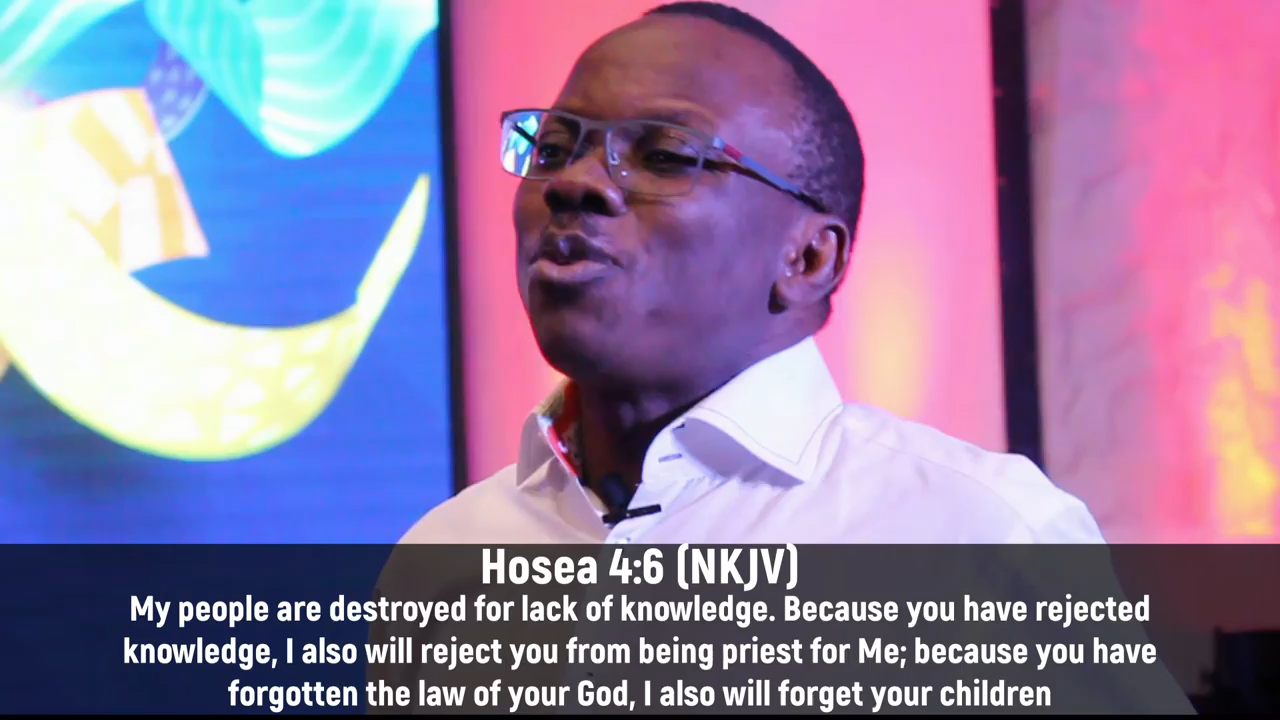 Hosea 4:6 (NKJV)
My people are destroyed for lack of knowledge. Because you have rejected
knowledge, I also will reject you from being priest for Me; because you have
forgotten the law of your God, I also will forget your children